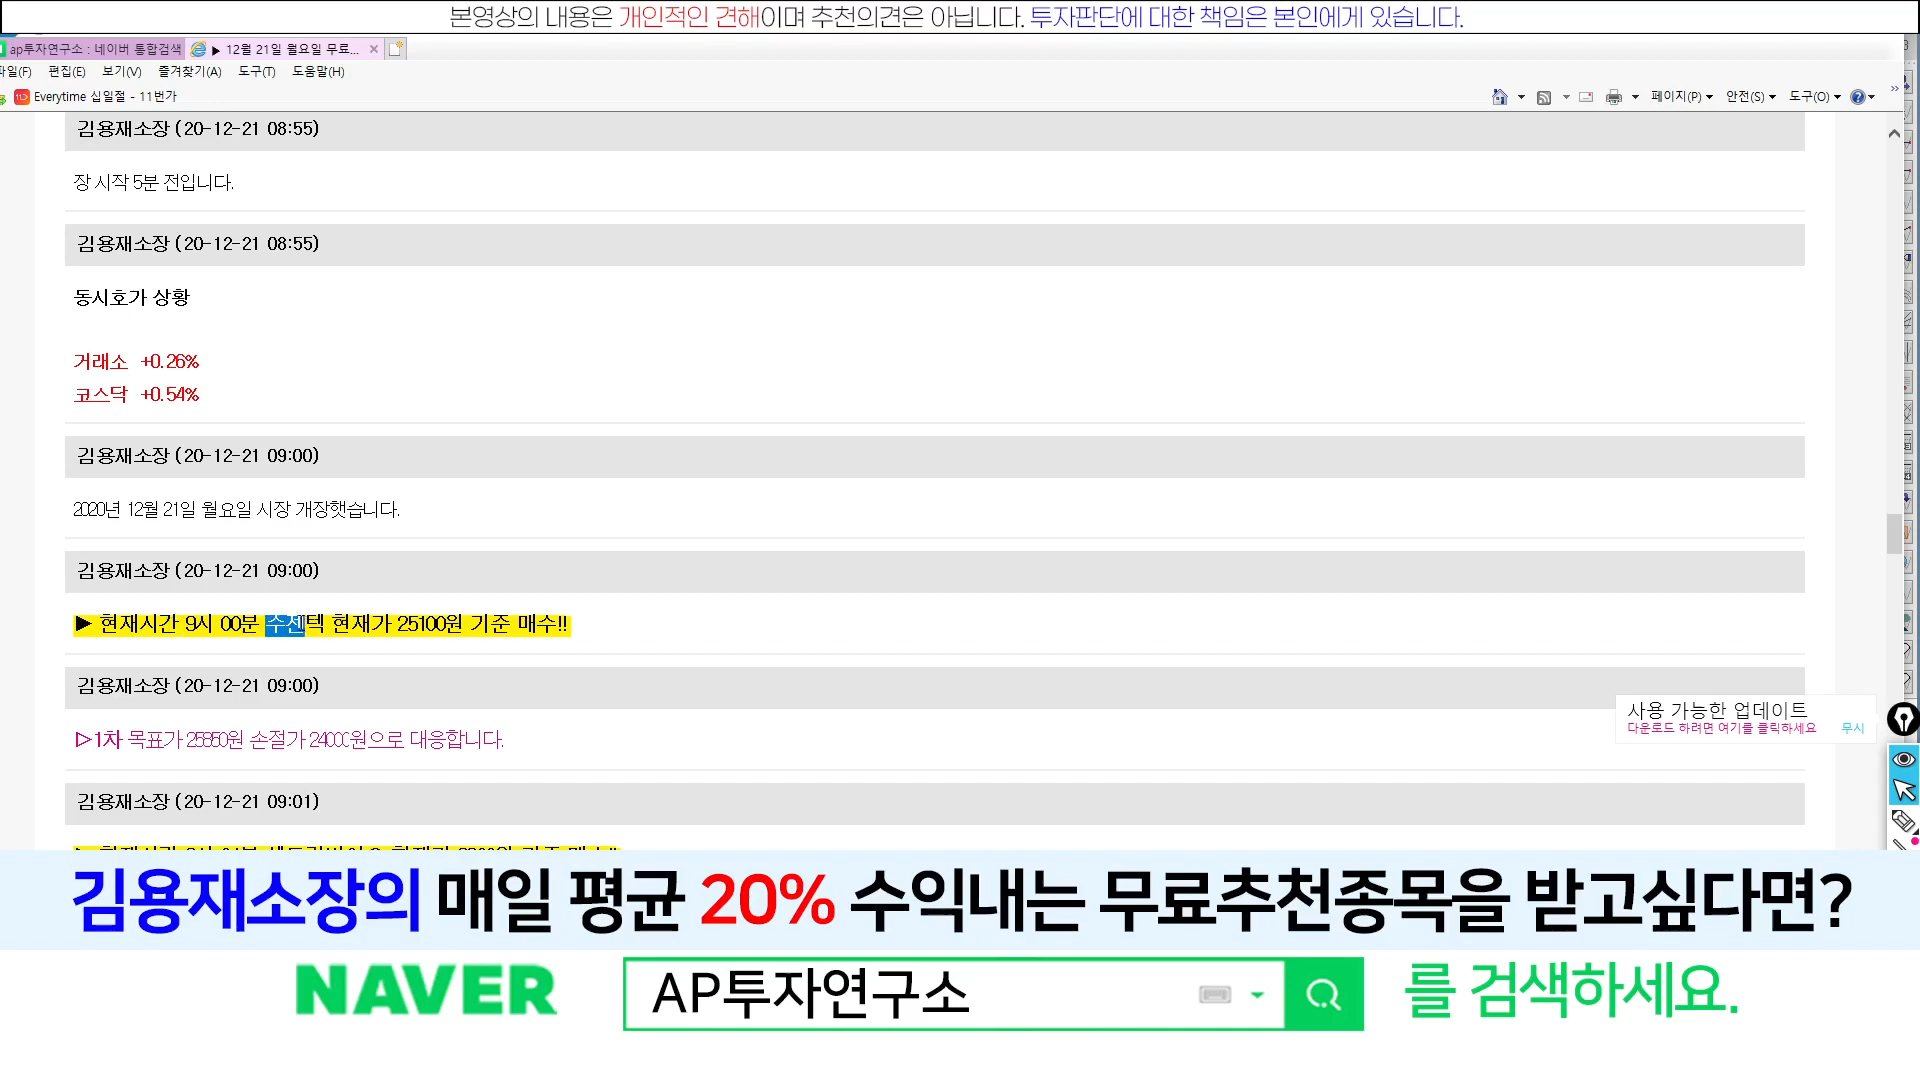 본영상의 내용은 개인적인 견해이며 추천의견은 아닙니다. 투자판단에 대한 책임은 본인에게 있습니다.
ap투자연구소 : 네이버 통합검색
▶ 12월 21일 월요일 무료...
파일(F) 편집(E) 보기(V) 즐겨찾기(A) 도구(T) 도움말(H)
Everytime 십일절 - 11번가
페이지(P) 안전(S) 도구(O)
김용재소장 (20-12-21 08:55)
장 시작 5분 전입니다.
김용재소장 (20-12-21 08:55)
동시호가 상황
거래소 +0.26%
코스닥 +0.54%
김용재소장 (20-12-21 09:00)
2020년 12월 21일 월요일 시장 개장했습니다.
김용재소장 (20-12-21 09:00)
▶ 현재시간 9시 00분 수젠텍 현재가 25100원 기준 매수!!
김용재소장 (20-12-21 09:00)
▷1차 목표가 25850원 손절가 24000원으로 대응합니다.
사용 가능한 업데이트
다운로드 하려면 여기를 클릭하세요 무시
김용재소장 (20-12-21 09:01)
김용재소장의 매일 평균 20% 수익내는 무료추천종목을 받고싶다면?
NAVER AP투자연구소 를 검색하세요.